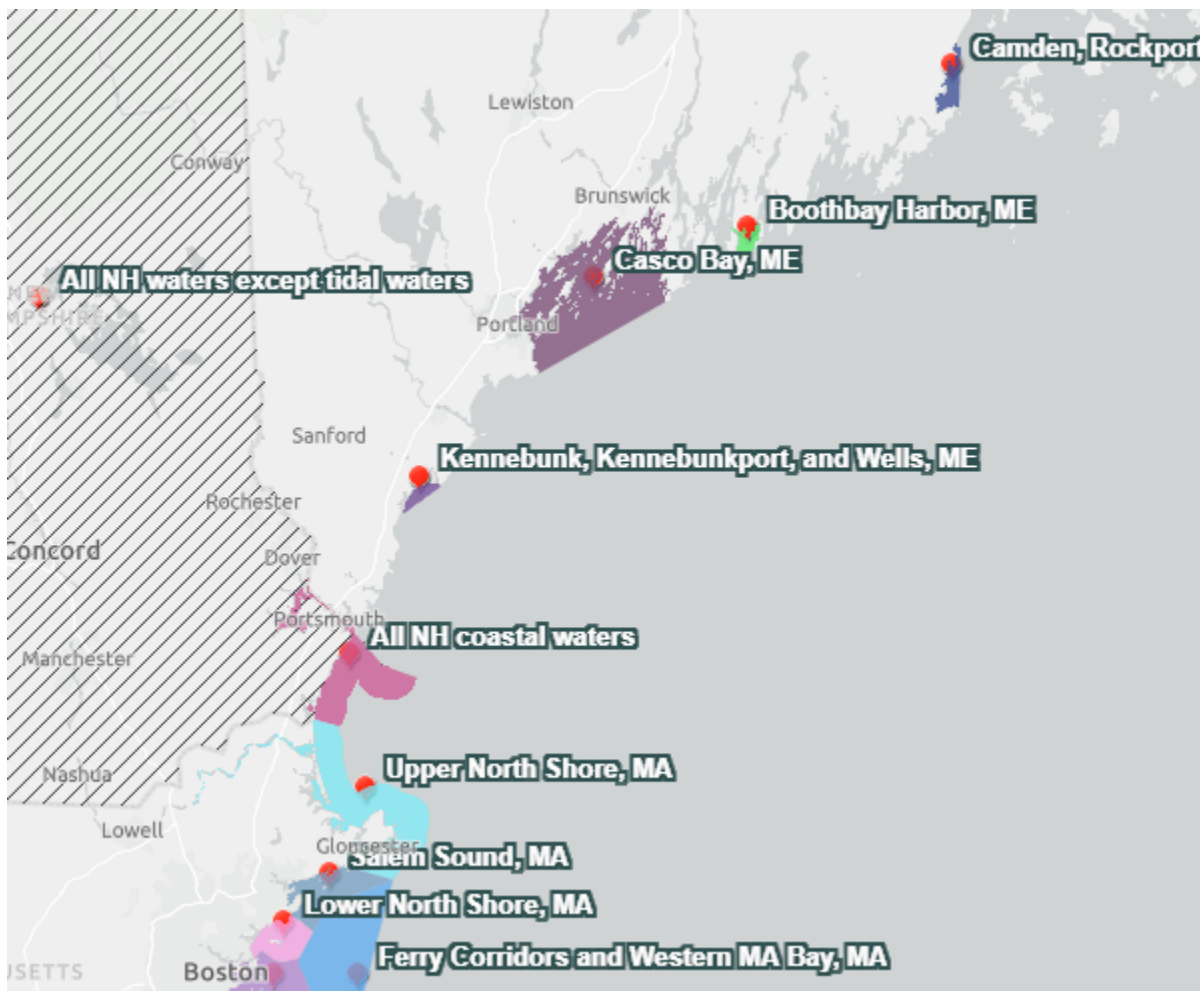 Camden, Rockport
Lewiston
Conway
Brunswick
Boothbay Harbor, ME
Casco Bay, ME
All NH waters except tidal waters
Portland
Sanford
Kennebunk, Kennebunkport, and Wells, ME
Rochester
Concord
Dover
Portsmouth
All NH coastal waters
Manchester
Upper North Shore, MA
Nashua
Lowell
Gloucester
Salem Sound, MA
Lower North Shore, MA
Ferry Corridors and Western MA Bay, MA
Boston
USETTS